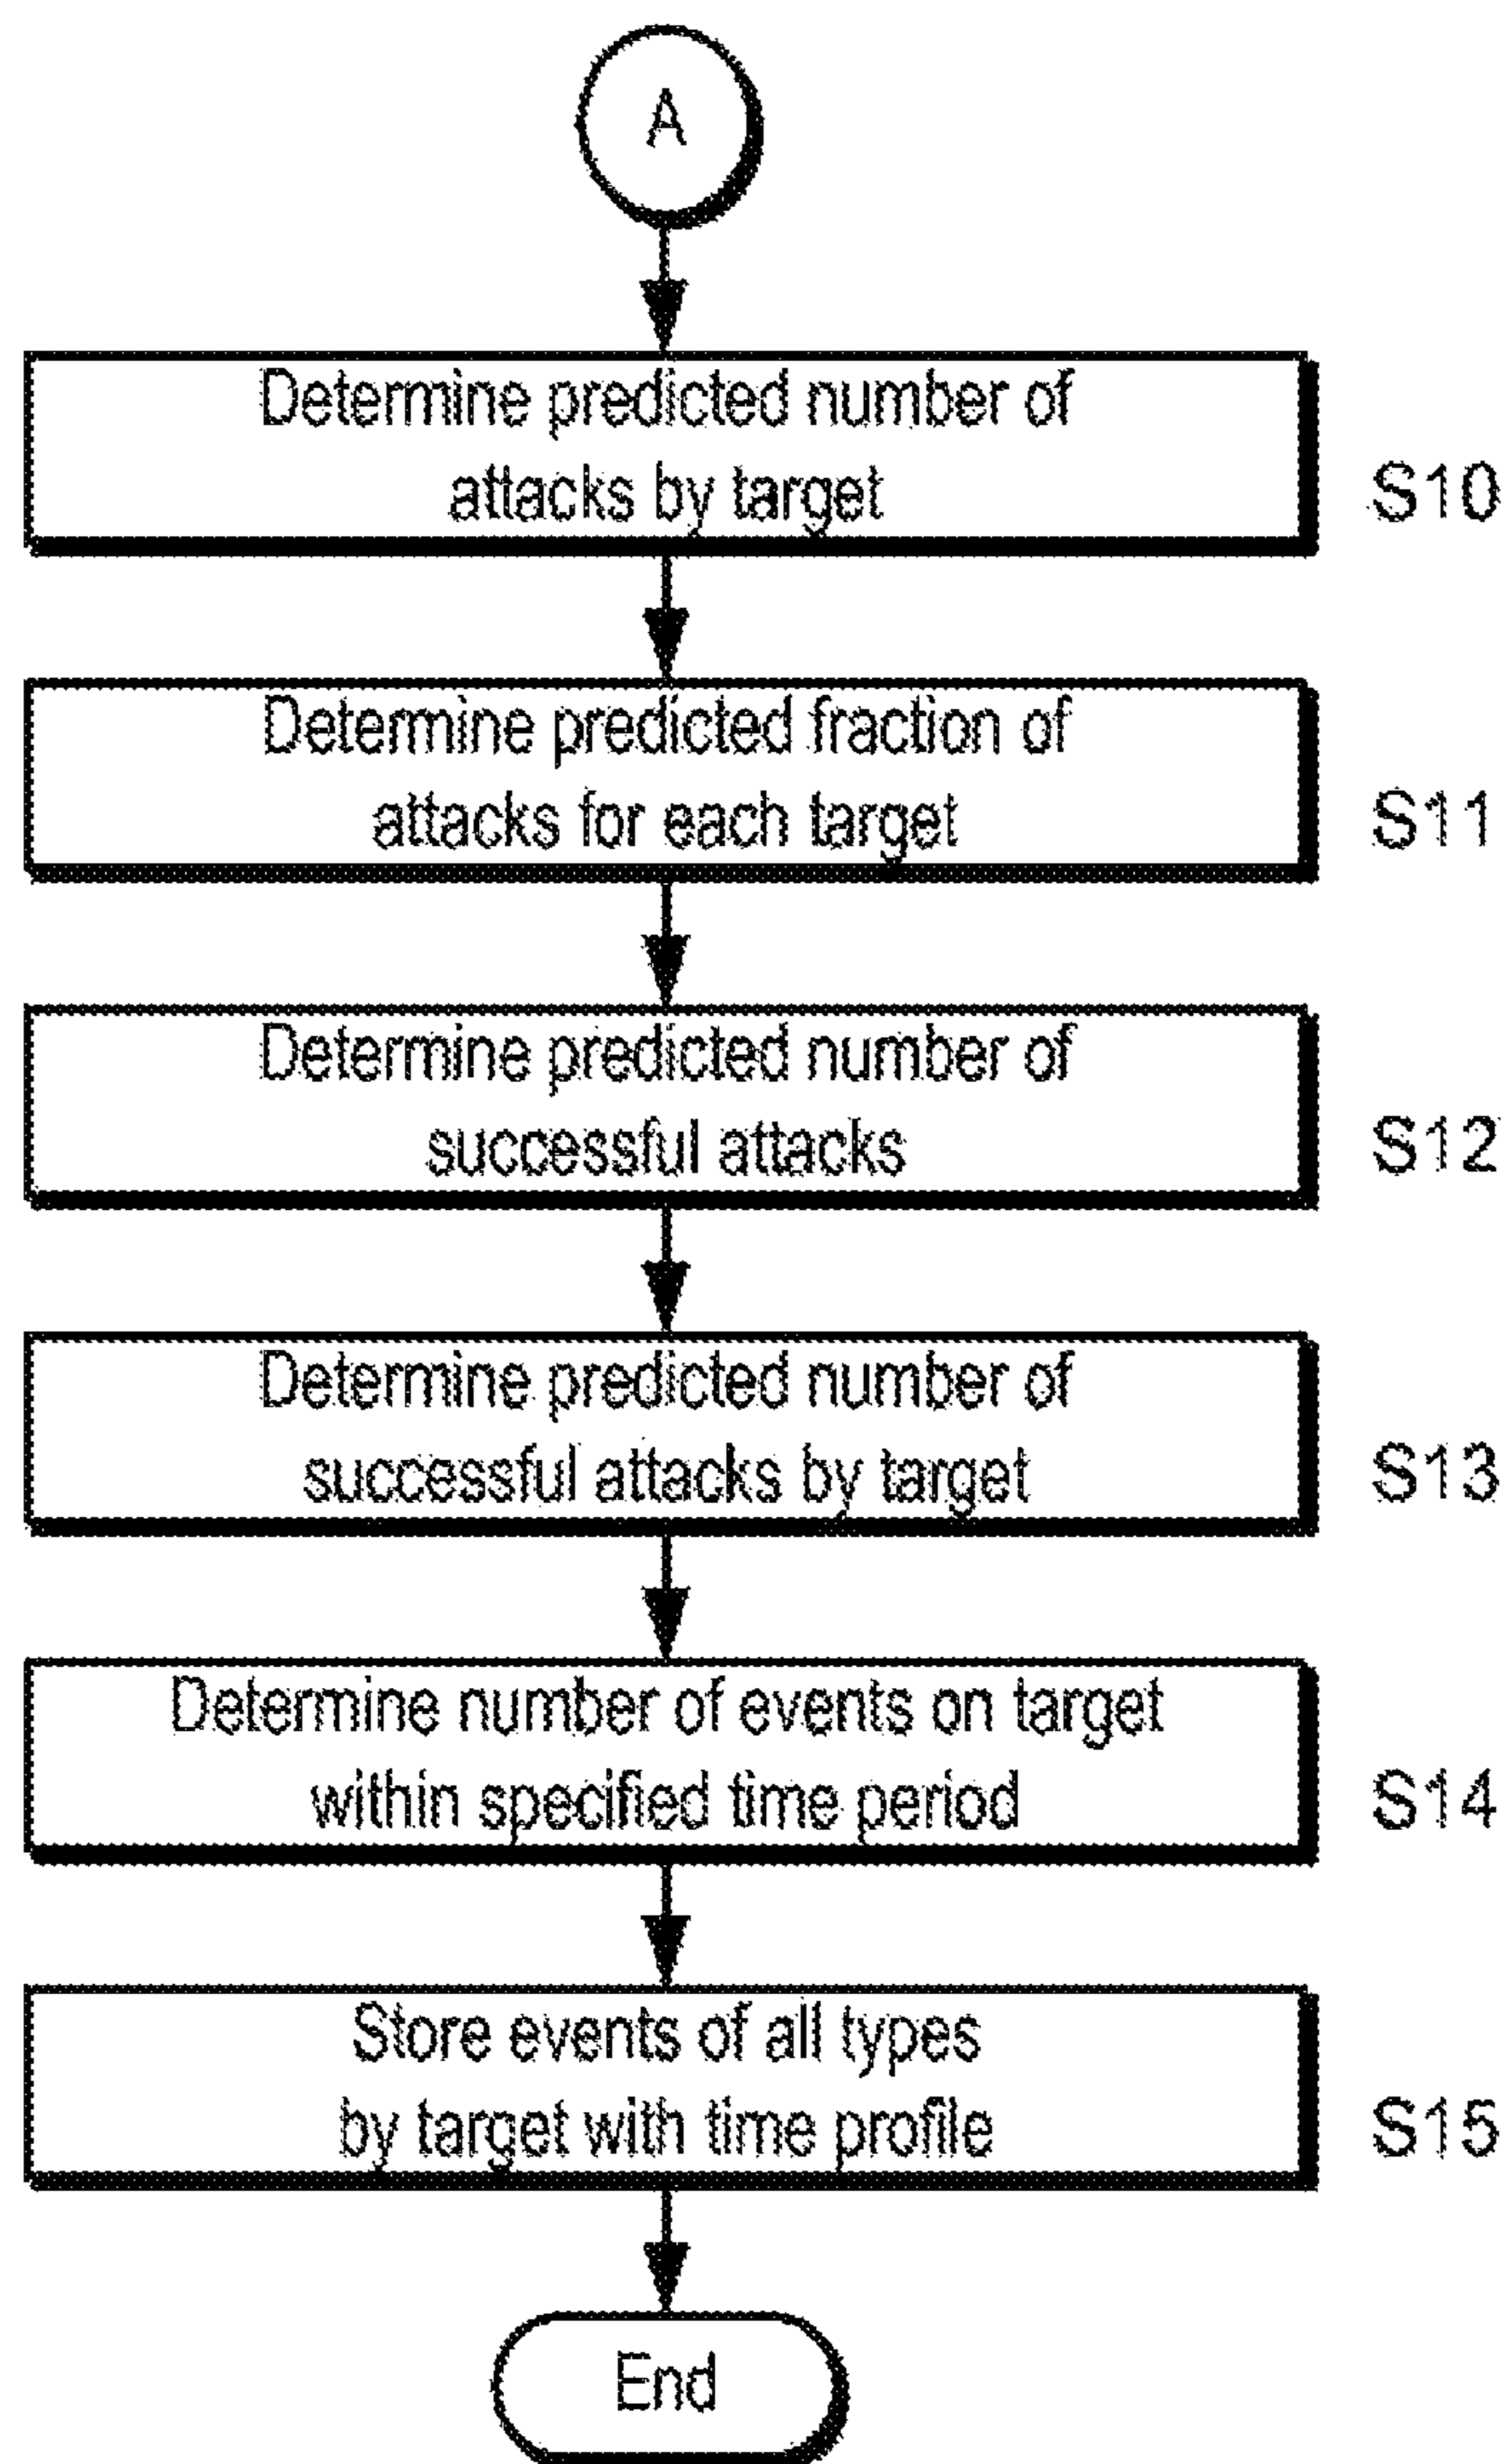 A
Determine predicted number of
attacks by target
S10
Determine predicted fraction of
attacks for each target
S11
Determine predicted number of
successful attacks
S12
Determine predicted number of
successful attacks by target
S13
Determine number of events on target
within specified time period
S14
Store events of all types
by target with time profile
S15
End